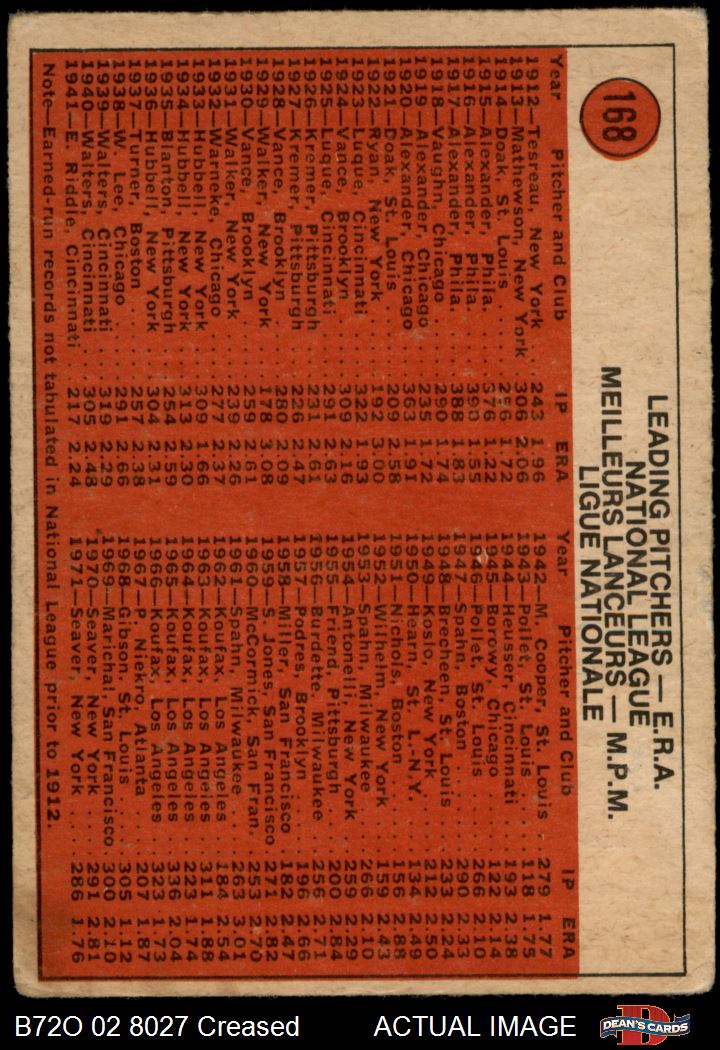 168
LEADING PITCHERS — E.R.A.
NATIONAL LEAGUE
MEILLEURS LANCEURS — M.P.M.
LIGUE NATIONALE
Year Pitcher and Club IP ERA
1912—Tesreau, New York . . . 243 1.96
1913—Mathewson, New York 306 2.06
1914—Doak, St. Louis . . . . . 256 1.72
1915—Alexander, Phila. . . . . 376 1.22
1916—Alexander, Phila. . . . . 390 1.55
1917—Alexander, Phila. . . . . 388 1.83
1918—Vaughn, Chicago . . . . 290 1.74
1919—Alexander, Chicago . . . 235 1.72
1920—Alexander, Chicago . . . 363 1.91
1921—Doak, St. Louis . . . . . 209 2.58
1922—Ryan, New York . . . . . 192 3.00
1923—Luque, Cincinnati . . . . 322 1.93
1924—Vance, Brooklyn . . . . . 309 2.16
1925—Luque, Cincinnati . . . . 291 2.63
1926—Kremer, Pittsburgh . . . 231 2.61
1927—Kremer, Pittsburgh . . . 226 2.47
1928—Vance, Brooklyn . . . . . 280 2.09
1929—Walker, New York . . . . 178 3.08
1930—Vance, Brooklyn . . . . . 259 2.61
1931—Walker, New York . . . . 239 2.26
1932—Warneke, Chicago . . . . 277 2.37
1933—Hubbell, New York . . . 309 1.66
1934—Hubbell, New York . . . 313 2.30
1935—Blanton, Pittsburgh . . . 254 2.59
1936—Hubbell, New York . . . 304 2.31
1937—Turner, Boston . . . . . 257 2.38
1938—W. Lee, Chicago . . . . . 291 2.66
1939—Walters, Cincinnati . . . 319 2.29
1940—Walters, Cincinnati . . . 305 2.48
1941—E. Riddle, Cincinnati . . 217 2.24
Year Pitcher and Club IP ERA
1942—M. Cooper, St. Louis . . 279 1.77
1943—Pollet, St. Louis . . . . 118 1.75
1944—Heusser, Cincinnati . . . 193 2.38
1945—Borowy, Chicago . . . . 122 2.14
1946—Pollet, St. Louis . . . . 266 2.10
1947—Spahn, Boston . . . . . 290 2.33
1948—Brecheen, St. Louis . . . 233 2.24
1949—Koslo, New York . . . . 212 2.50
1950—Hearn, St. L.-N.Y. . . . . 134 2.49
1951—Nichols, Boston . . . . . 156 2.88
1952—Wilhelm, New York . . . 159 2.43
1953—Spahn, Milwaukee . . . . 266 2.10
1954—Antonelli, New York . . . 259 2.29
1955—Friend, Pittsburgh . . . . 200 2.84
1956—Burdette, Milwaukee . . 256 2.71
1957—Podres, Brooklyn . . . . 196 2.66
1958—Miller, San Francisco . . 182 2.47
1959—S. Jones, San Francisco . 271 2.82
1960—McCormick, San Fran. . . 253 2.70
1961—Spahn, Milwaukee . . . . 263 3.01
1962—Koufax, Los Angeles . . . 184 2.54
1963—Koufax, Los Angeles . . . 311 1.88
1964—Koufax, Los Angeles . . . 223 1.74
1965—Koufax, Los Angeles . . . 336 2.04
1966—Koufax, Los Angeles . . . 323 1.73
1967—P. Niekro, Atlanta . . . . 207 1.87
1968—Gibson, St. Louis . . . . 305 1.12
1969—Marichal, San Francisco . 300 2.10
1970—Seaver, New York . . . . 291 2.81
1971—Seaver, New York . . . . 286 1.76
Note—Earned-run records not tabulated in National League prior to 1912.
B72O 02 8027 Creased ACTUAL IMAGE
D
DEAN'S CARDS